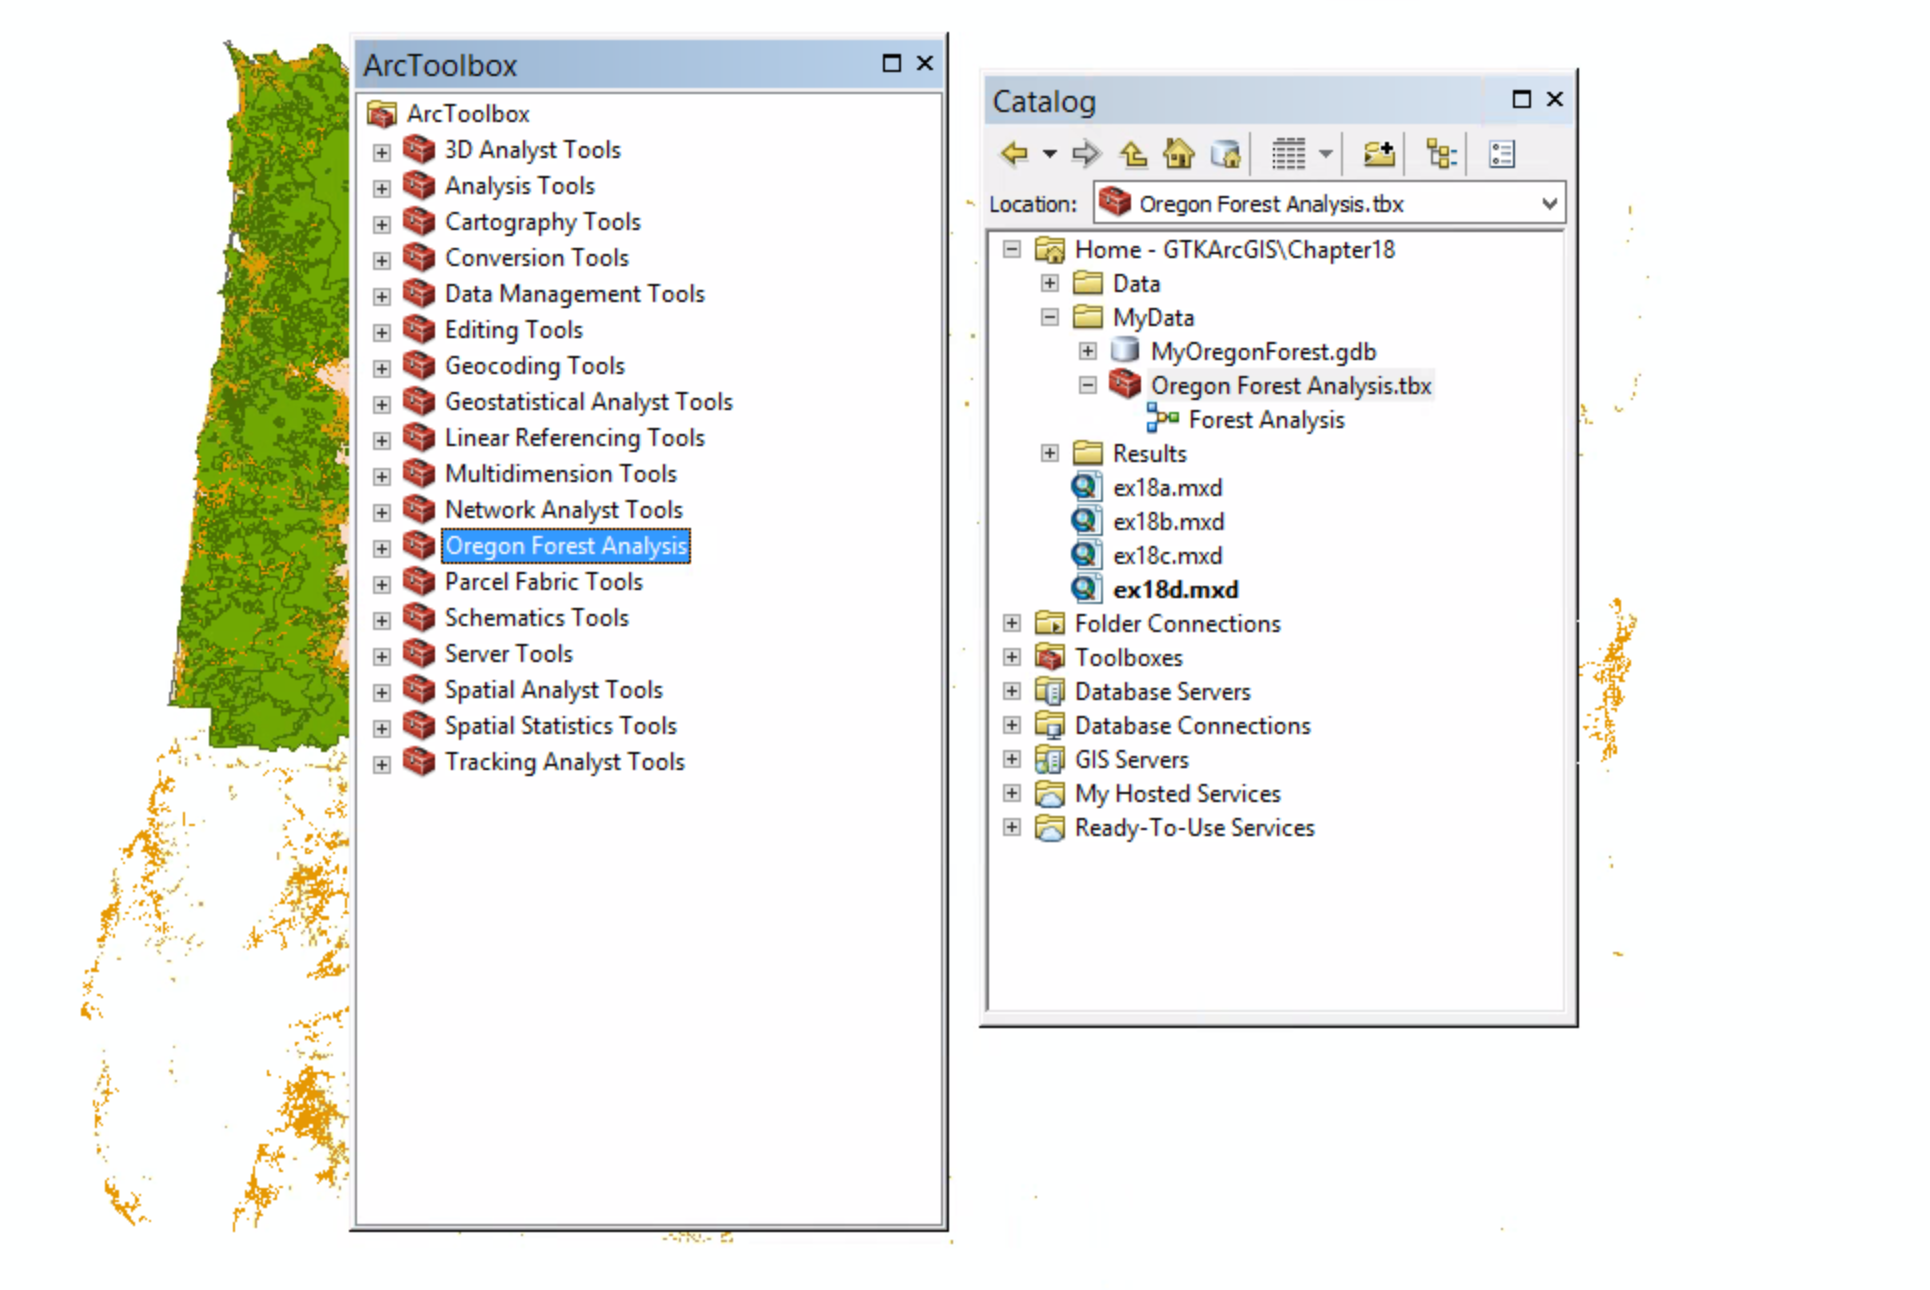 ArcToolbox
ArcToolbox
3D Analyst Tools
Analysis Tools
Cartography Tools
Conversion Tools
Data Management Tools
Editing Tools
Geocoding Tools
Geostatistical Analyst Tools
Linear Referencing Tools
Multidimension Tools
Network Analyst Tools
Oregon Forest Analysis
Parcel Fabric Tools
Schematics Tools
Server Tools
Spatial Analyst Tools
Spatial Statistics Tools
Tracking Analyst Tools
Catalog
Location: Oregon Forest Analysis.tbx
Home - GTKArcGIS\Chapter18
Data
MyData
MyOregonForest.gdb
Oregon Forest Analysis.tbx
Forest Analysis
Results
ex18a.mxd
ex18b.mxd
ex18c.mxd
ex18d.mxd
Folder Connections
Toolboxes
Database Servers
Database Connections
GIS Servers
My Hosted Services
Ready-To-Use Services